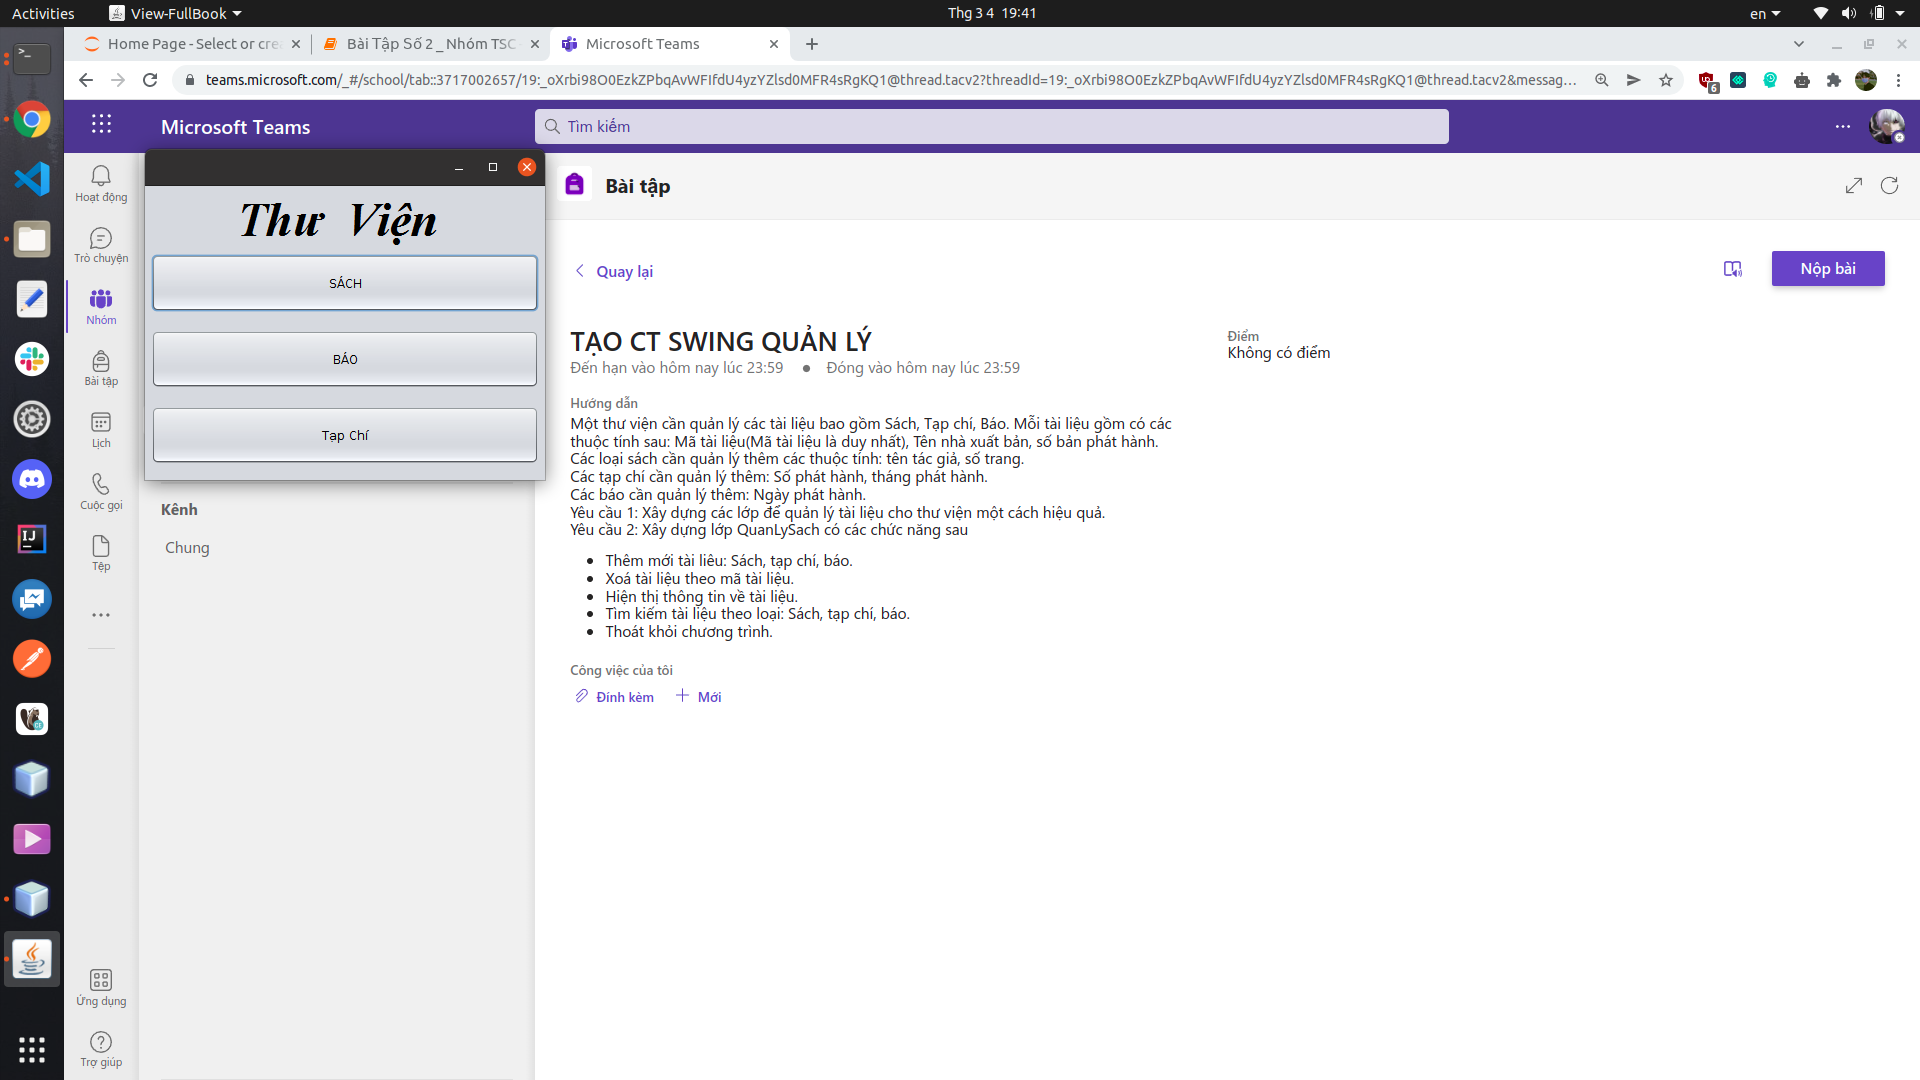 Activities
View-FullBook
Thg 3 4 19:41
en
Home Page - Select or cre
Bài Tập Số 2 _ Nhóm TSC
Microsoft Teams
teams.microsoft.com/_#/school/tab::3717002657/19:_oXrbi98O0EzkZPbqAvWFIfdU4yzYZlsd0MFR4sRgKQ1@thread.tacv2?threadId=19:_oXrbi98O0EzkZPbqAvWFIfdU4yzYZlsd0MFR4sRgKQ1@thread.tacv2&messag...
6
Microsoft Teams
Tìm kiếm
Hoạt động
Trò chuyện
Nhóm
Bài tập
Lịch
Cuộc gọi
Tệp
Ứng dụng
Trợ giúp
Thư Viện
SÁCH
BÁO
Tạp Chí
Kênh
Chung
Bài tập
Quay lại
Nộp bài
TẠO CT SWING QUẢN LÝ
Đến hạn vào hôm nay lúc 23:59 • Đóng vào hôm nay lúc 23:59
Điểm
Không có điểm
Hướng dẫn
Một thư viện cần quản lý các tài liệu bao gồm Sách, Tạp chí, Báo. Mỗi tài liệu gồm có các
thuộc tính sau: Mã tài liệu(Mã tài liệu là duy nhất), Tên nhà xuất bản, số bản phát hành.
Các loại sách cần quản lý thêm các thuộc tính: tên tác giả, số trang.
Các tạp chí cần quản lý thêm: Số phát hành, tháng phát hành.
Các báo cần quản lý thêm: Ngày phát hành.
Yêu cầu 1: Xây dựng các lớp để quản lý tài liệu cho thư viện một cách hiệu quả.
Yêu cầu 2: Xây dựng lớp QuanLySach có các chức năng sau
• Thêm mới tài liêu: Sách, tạp chí, báo.
• Xoá tài liệu theo mã tài liệu.
• Hiện thị thông tin về tài liệu.
• Tìm kiếm tài liệu theo loại: Sách, tạp chí, báo.
• Thoát khỏi chương trình.
Công việc của tôi
Đính kèm
Mới